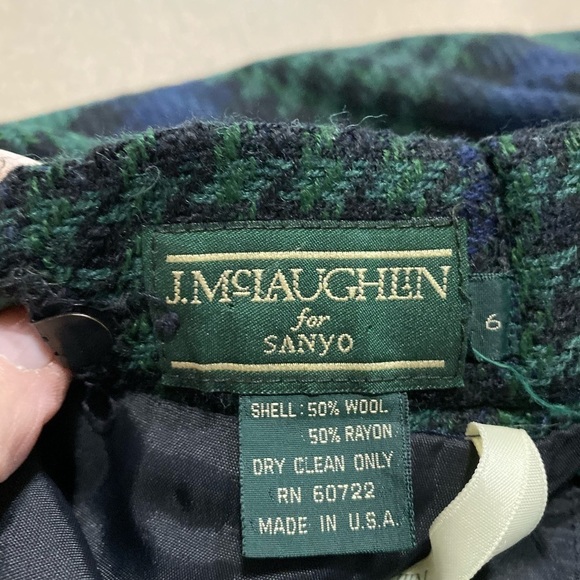 J.McLAUGHLIN
for
SANYO
6
SHELL: 50% WOOL
50% RAYON
DRY CLEAN ONLY
RN 60722
MADE IN U.S.A.